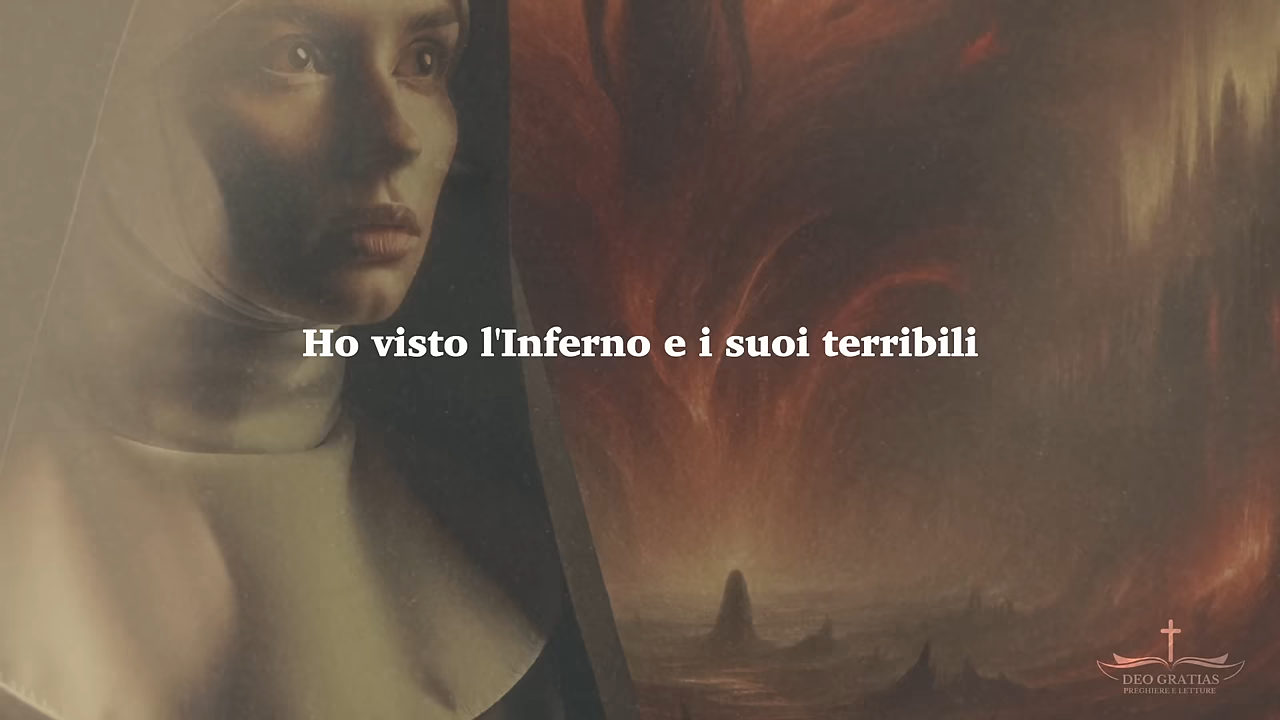 Ho visto l'Inferno e i suoi terribili
DEO GRATIAS
PREGHIERE E LETTURE